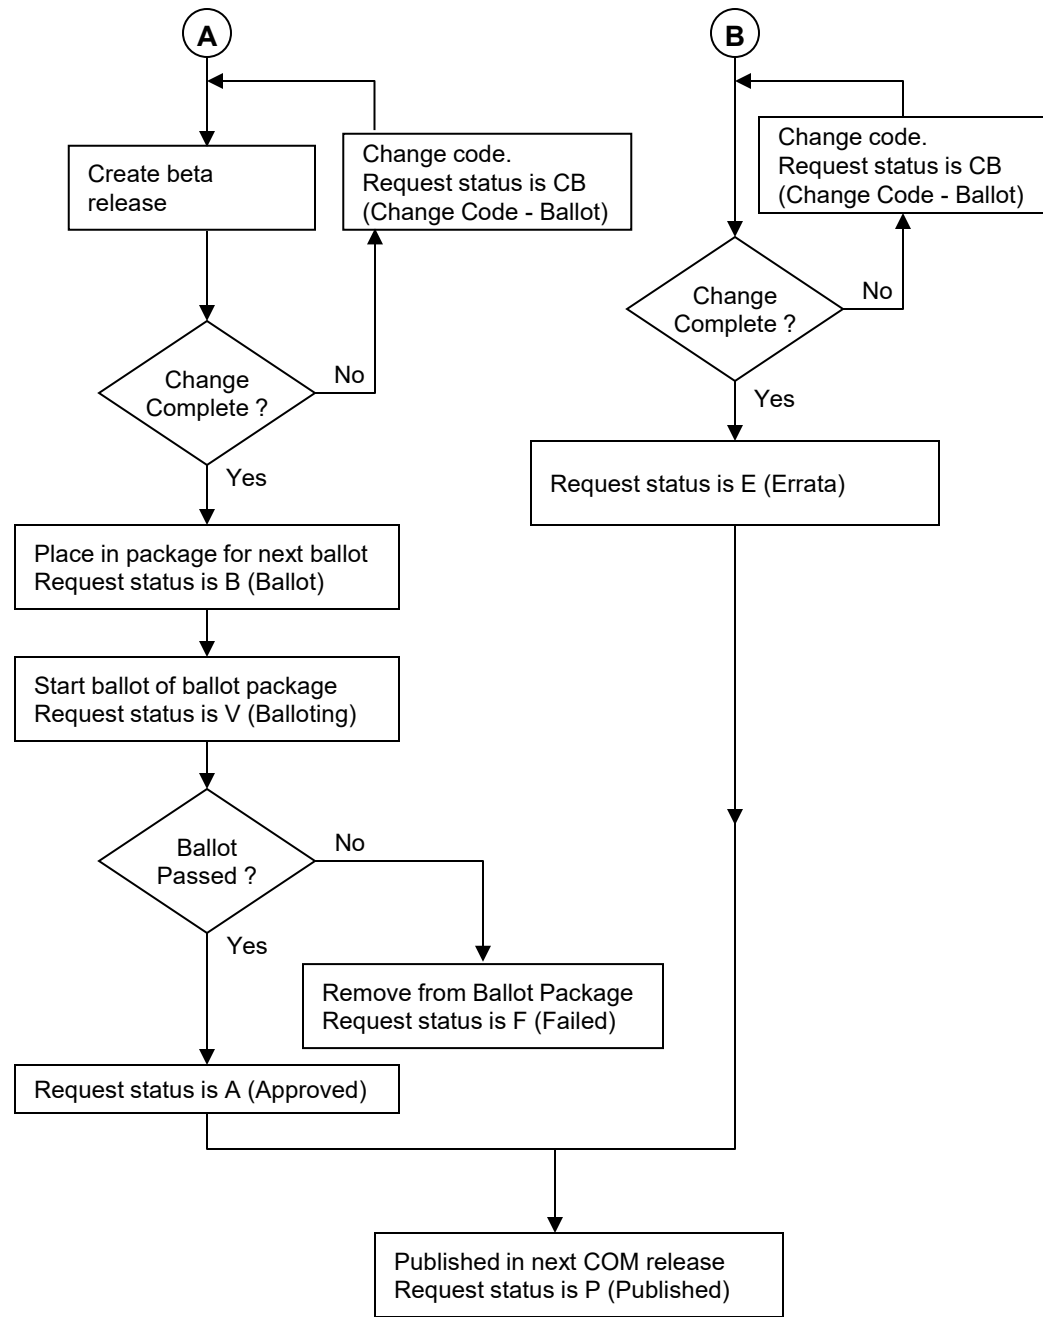 A
Create beta
release
Change code.
Request status is CB
(Change Code - Ballot)
Change
Complete ?
No
Yes
Place in package for next ballot
Request status is B (Ballot)
Start ballot of ballot package
Request status is V (Balloting)
Ballot
Passed ?
No
Yes
Remove from Ballot Package
Request status is F (Failed)
Request status is A (Approved)
B
Change code.
Request status is CB
(Change Code - Ballot)
Change
Complete ?
No
Yes
Request status is E (Errata)
Published in next COM release
Request status is P (Published)